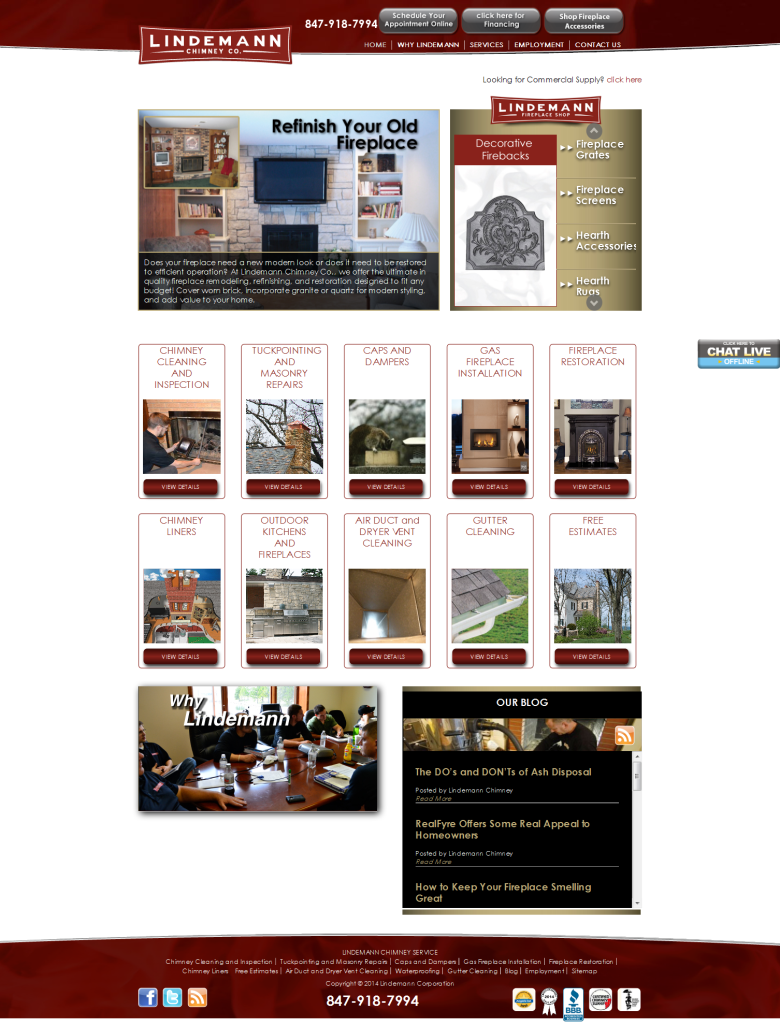 847-918-7994
Schedule Your
Appointment Online
click here for
Financing
Shop Fireplace
Accessories
LINDEMANN
CHIMNEY CO.
HOME
WHY LINDEMANN
SERVICES
EMPLOYMENT
CONTACT US
Looking for Commercial Supply? click here
Refinish Your Old
Fireplace
Does your fireplace need a new modern look or does it need to be restored
to efficient operation? At Lindemann Chimney Co., we offer the ultimate in
quality fireplace remodeling, refinishing, and restoration designed to fit any
budget! Cover worn brick, incorporate granite or quartz for modern styling,
and add value to your home.
LINDEMANN
FIREPLACE SHOP
Decorative
Firebacks
Fireplace
Grates
Fireplace
Screens
Hearth
Accessories
Hearth
Rugs
CLICK HERE TO
CHAT LIVE
OFFLINE
CHIMNEY
CLEANING
AND
INSPECTION
VIEW DETAILS
TUCKPOINTING
AND
MASONRY
REPAIRS
VIEW DETAILS
CAPS AND
DAMPERS
VIEW DETAILS
GAS
FIREPLACE
INSTALLATION
VIEW DETAILS
FIREPLACE
RESTORATION
VIEW DETAILS
CHIMNEY
LINERS
VIEW DETAILS
OUTDOOR
KITCHENS
AND
FIREPLACES
VIEW DETAILS
AIR DUCT and
DRYER VENT
CLEANING
VIEW DETAILS
GUTTER
CLEANING
VIEW DETAILS
FREE
ESTIMATES
VIEW DETAILS
Why
Lindemann
OUR BLOG
The DO's and DON'Ts of Ash Disposal
Posted by Lindemann Chimney
Read More
RealFyre Offers Some Real Appeal to
Homeowners
Posted by Lindemann Chimney
Read More
How to Keep Your Fireplace Smelling
Great
LINDEMANN CHIMNEY SERVICE
Chimney Cleaning and Inspection | Tuckpointing and Masonry Repairs | Caps and Dampers | Gas Fireplace Installation | Fireplace Restoration |
Chimney Liners Free Estimates | Air Duct and Dryer Vent Cleaning | Waterproofing | Gutter Cleaning | Blog | Employment | Sitemap
Copyright © 2014 Lindemann Corporation
847-918-7994
2014
BBB